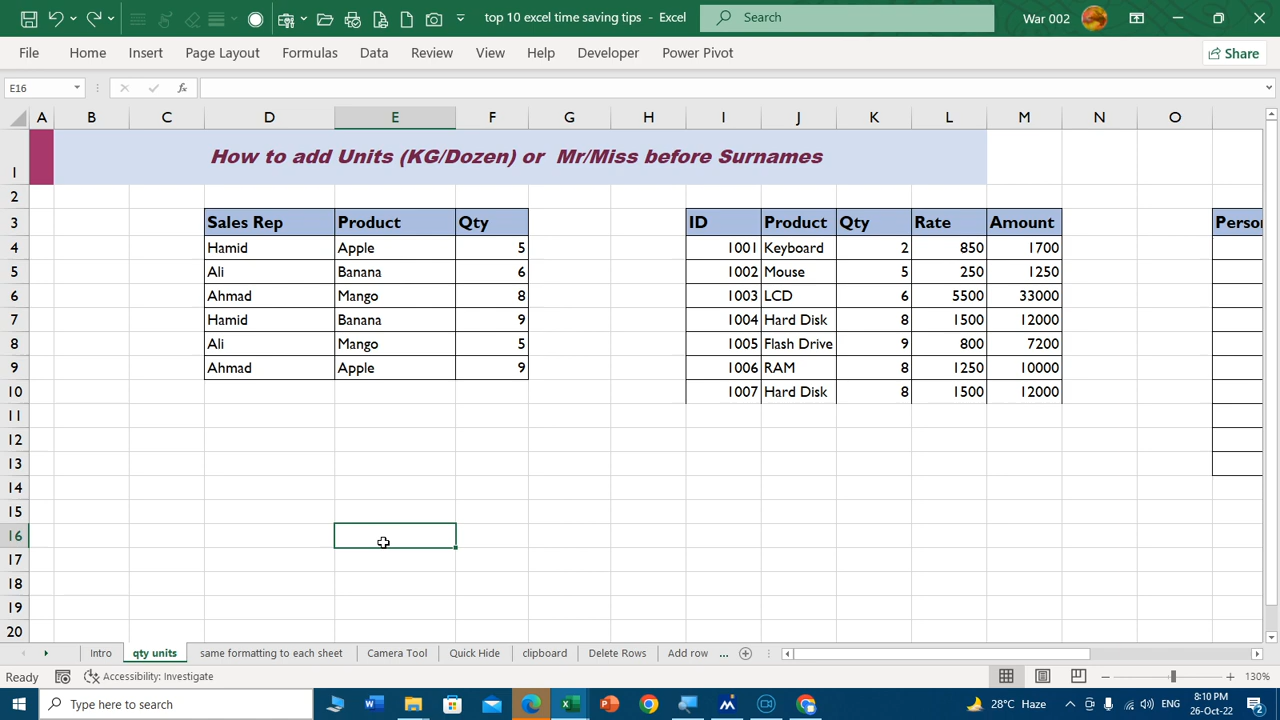 top 10 excel time saving tips - Excel
Search
War 002
File Home Insert Page Layout Formulas Data Review View Help Developer Power Pivot
Share
E16
fx
A B C D E F G H I J K L M N O
1 How to add Units (KG/Dozen) or Mr/Miss before Surnames
2
3 Sales Rep Product Qty ID Product Qty Rate Amount
4 Hamid Apple 5 1001 Keyboard 2 850 1700
5 Ali Banana 6 1002 Mouse 5 250 1250
6 Ahmad Mango 8 1003 LCD 6 5500 33000
7 Hamid Banana 9 1004 Hard Disk 8 1500 12000
8 Ali Mango 5 1005 Flash Drive 9 800 7200
9 Ahmad Apple 9 1006 RAM 8 1250 10000
10 1007 Hard Disk 8 1500 12000
11
12
13
14
15
16
17
18
19
20
Intro qty units same formatting to each sheet Camera Tool Quick Hide clipboard Delete Rows Add row ...
Ready Accessibility: Investigate 130%
Type here to search
28°C Haze
ENG
8:10 PM
26-Oct-22
2